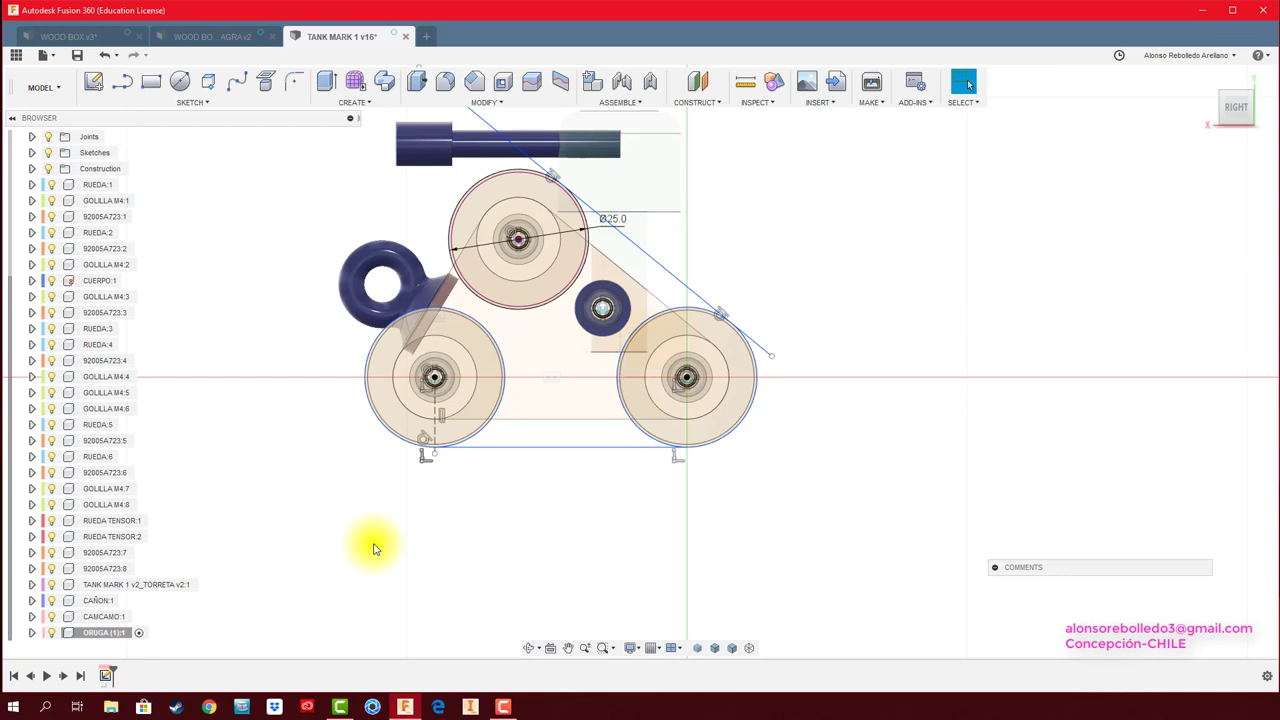 Autodesk Fusion 360 (Education License)
WOOD BOX v3*
WOOD BO... AGRA v2
TANK MARK 1 v16*
Alonso Rebolledo Arellano
MODEL
SKETCH
CREATE
MODIFY
ASSEMBLE
CONSTRUCT
INSPECT
INSERT
MAKE
ADD-INS
SELECT
BROWSER
Joints
Sketches
Construction
RUEDA:1
GOLILLA M4:1
92005A723:1
RUEDA:2
92005A723:2
GOLILLA M4:2
CUERPO:1
GOLILLA M4:3
92005A723:3
RUEDA:3
RUEDA:4
92005A723:4
GOLILLA M4:4
GOLILLA M4:5
GOLILLA M4:6
RUEDA:5
92005A723:5
RUEDA:6
92005A723:6
GOLILLA M4:7
GOLILLA M4:8
RUEDA TENSOR:1
RUEDA TENSOR:2
92005A723:7
92005A723:8
TANK MARK 1 v2_TORRETA v2:1
CAÑON:1
CAMCAMO:1
ORUGA (1):1
Ø25.0
RIGHT
Y
X
COMMENTS
alonsorebolledo3@gmail.com
Concepción-CHILE